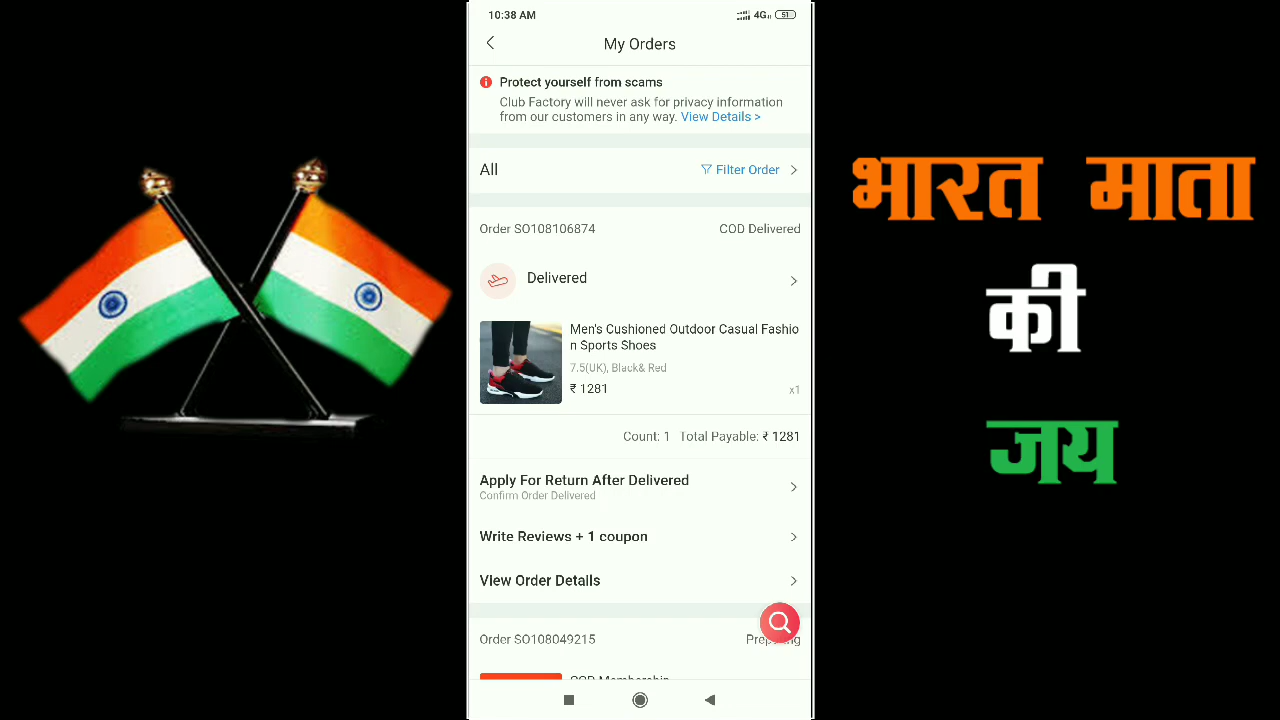 10:38 AM
4G
51
My Orders
Protect yourself from scams
Club Factory will never ask for privacy information
from our customers in any way. View Details >
All
Filter Order
Order SO108106874
COD Delivered
Delivered
Men's Cushioned Outdoor Casual Fashio
n Sports Shoes
7.5(UK), Black& Red
₹ 1281
x1
Count: 1 Total Payable: ₹ 1281
Apply For Return After Delivered
Confirm Order Delivered
Write Reviews + 1 coupon
View Order Details
Order SO108049215
COD Membership
भारत माता
की
जय